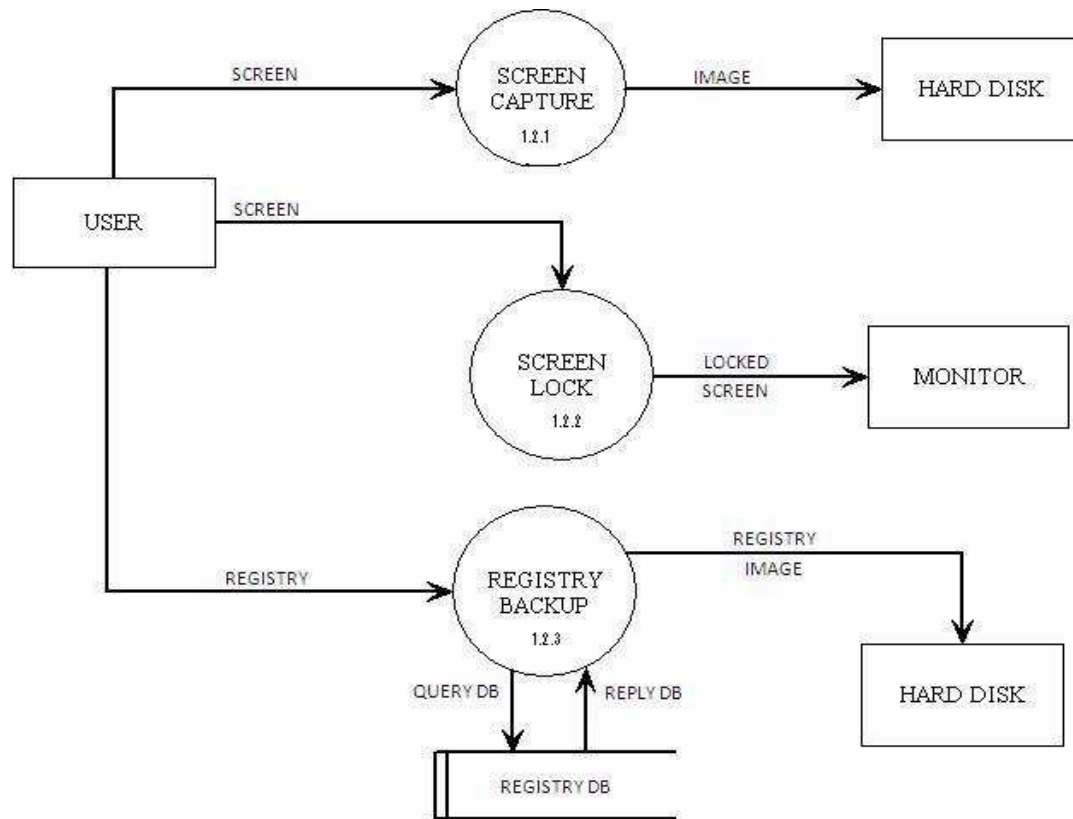 SCREEN
SCREEN
CAPTURE
1.2.1
IMAGE
HARD DISK
USER
SCREEN
SCREEN
LOCK
1.2.2
LOCKED
SCREEN
MONITOR
REGISTRY
REGISTRY
BACKUP
1.2.3
REGISTRY
IMAGE
HARD DISK
QUERY DB
REPLY DB
REGISTRY DB